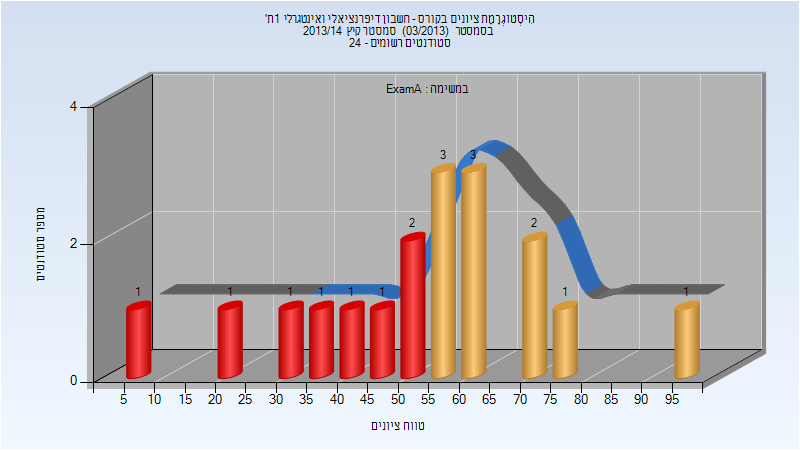 היסטוגרמת ציונים בקורס - חשבון דיפרנציאלי ואינטגרלי 1ת'
בסמסטר (03/2013) סמסטר קיץ 2013/14
סטודנטים רשומים - 24
במשימה : ExamA
מספר סטודנטים
4
2
0
1
1
1
1
1
1
2
3
3
2
1
1
5 10 15 20 25 30 35 40 45 50 55 60 65 70 75 80 85 90 95
טווח ציונים